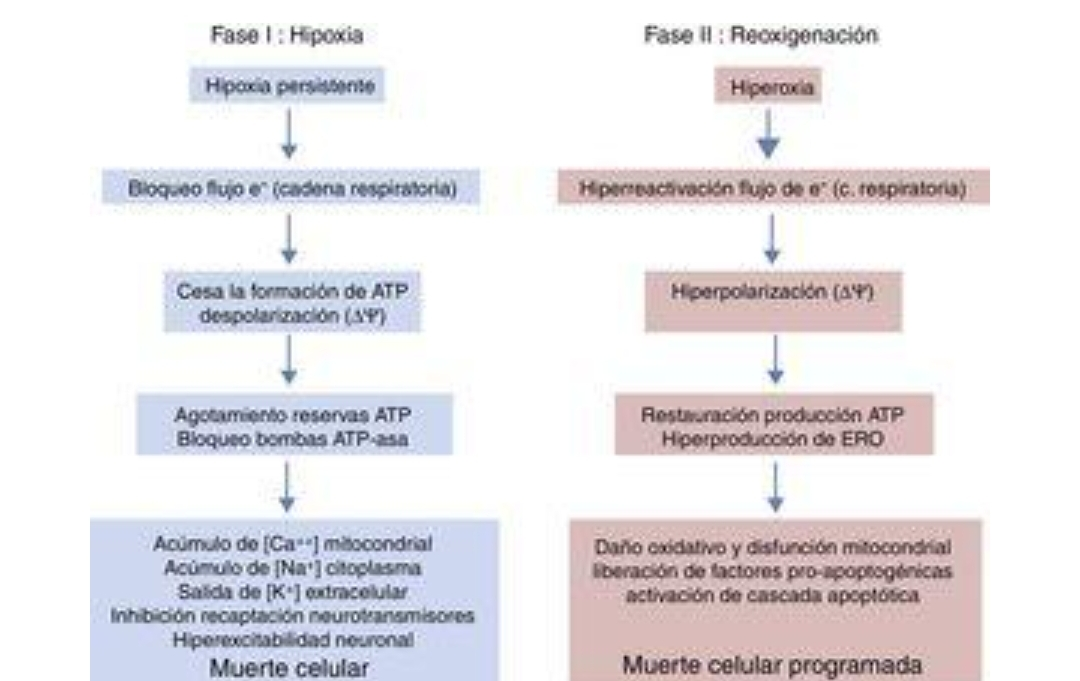 Fase I : Hipoxia
Hipoxia persistente
Bloqueo flujo e⁻ (cadena respiratoria)
Cesa la formación de ATP
despolarización (ΔΨ)
Agotamiento reservas ATP
Bloqueo bombas ATP-asa
Acúmulo de [Ca⁺⁺] mitocondrial
Acúmulo de [Na⁺] citoplasma
Salida de [K⁺] extracelular
Inhibición recaptación neurotransmisores
Hiperexcitabilidad neuronal
Muerte celular
Fase II : Reoxigenación
Hiperoxia
Hiperreactivación flujo de e⁻ (c. respiratoria)
Hiperpolarización (ΔΨ)
Restauración producción ATP
Hiperproducción de ERO
Daño oxidativo y disfunción mitocondrial
liberación de factores pro-apoptogénicas
activación de cascada apoptótica
Muerte celular programada